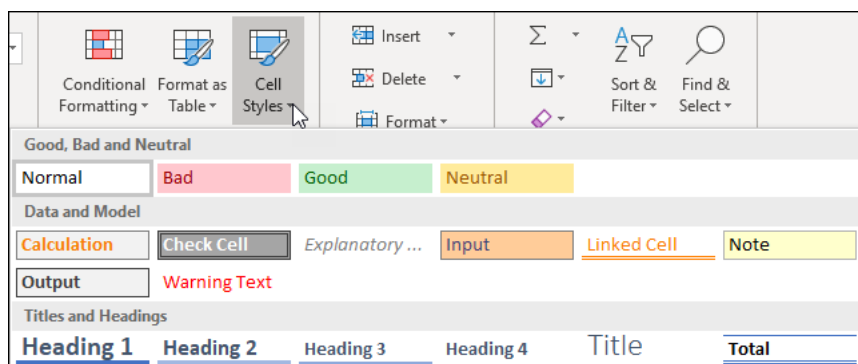 Insert
Delete
Format
Conditional Formatting
Format as Table
Cell Styles
Sort & Filter
Find & Select
Good, Bad and Neutral
Normal Bad Good Neutral
Data and Model
Calculation Check Cell Explanatory ... Input Linked Cell Note
Output Warning Text
Titles and Headings
Heading 1 Heading 2 Heading 3 Heading 4 Title Total